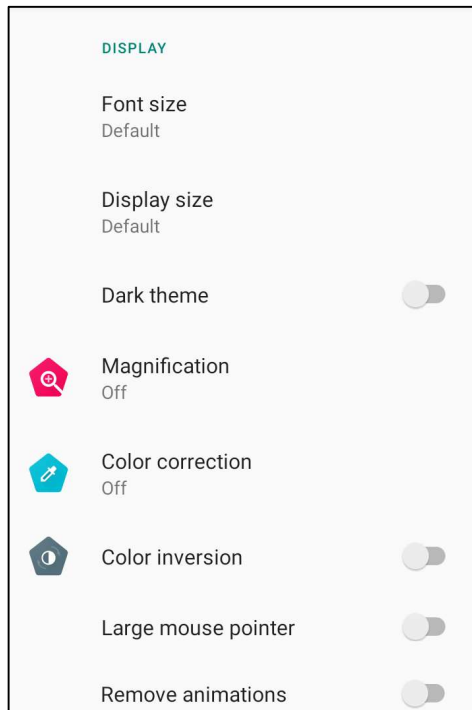 DISPLAY
Font size
Default
Display size
Default
Dark theme
Magnification
Off
Color correction
Off
Color inversion
Large mouse pointer
Remove animations